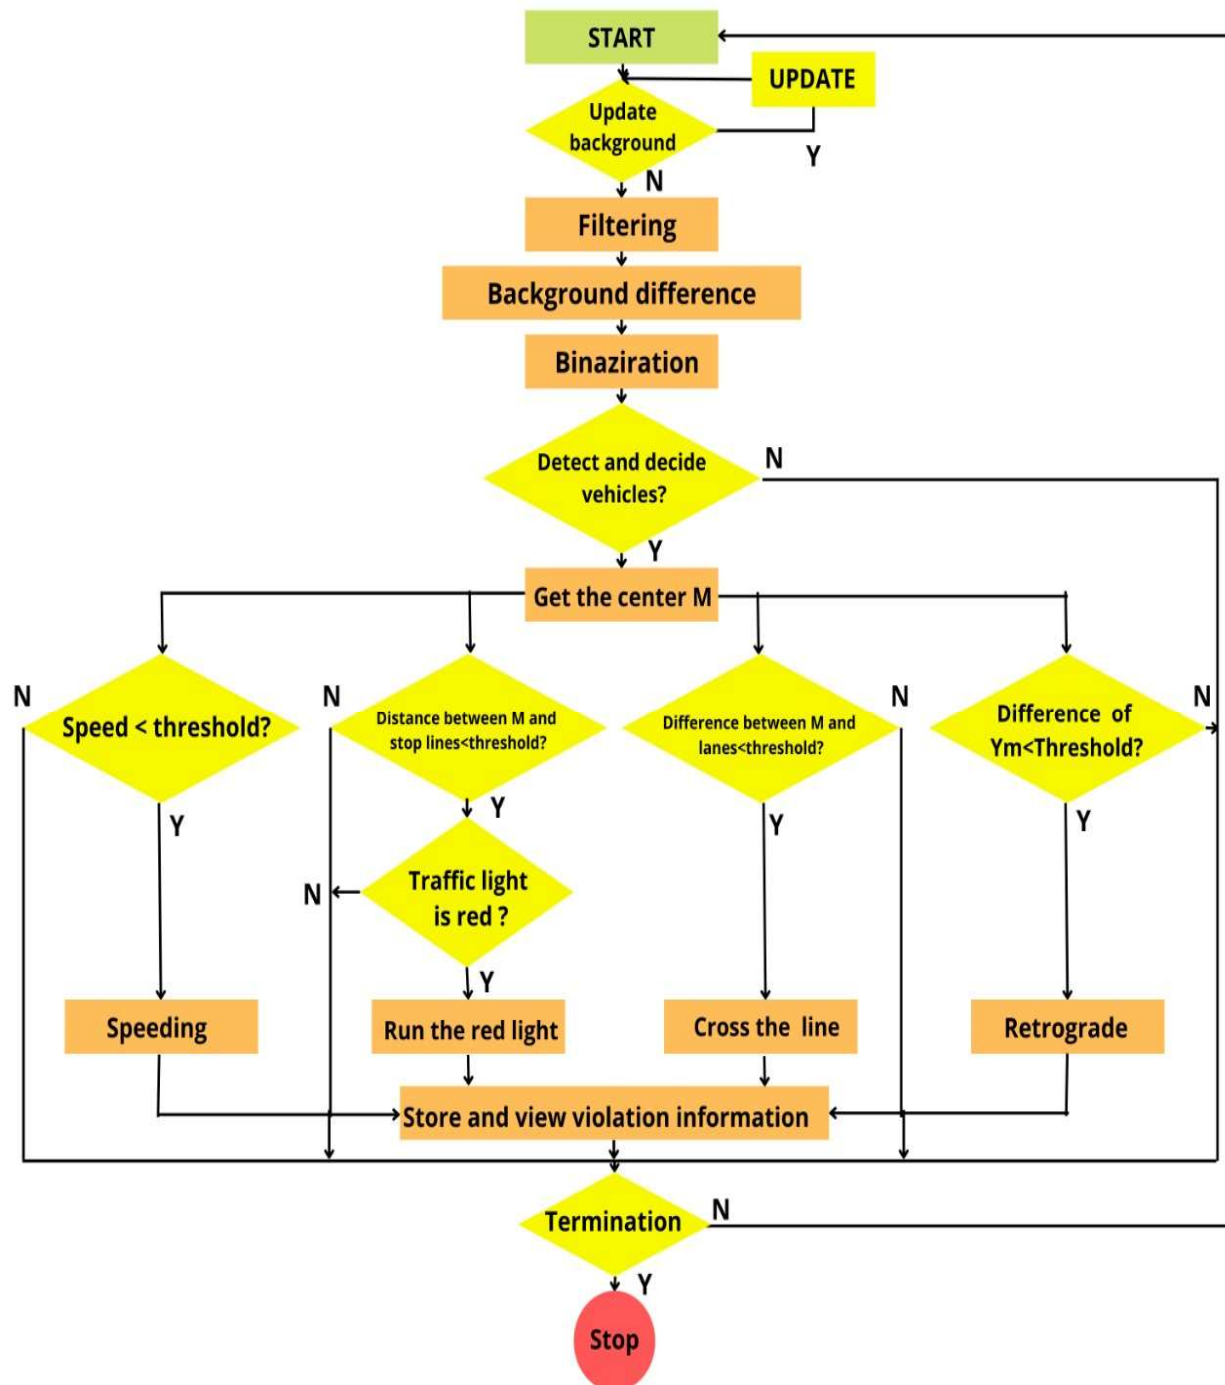 START
UPDATE
Update
background
Y
N
Filtering
Background difference
Binaziration
Detect and decide
vehicles?
N
Y
Get the center M
N
Speed < threshold?
Y
N
Distance between M and
stop lines<threshold?
Y
Difference between M and
lanes<threshold?
N
Y
Difference of
Ym<Threshold?
N
Y
Traffic light
is red ?
N
Y
Speeding
Run the red light
Cross the line
Retrograde
Store and view violation information
Termination
N
Y
Stop